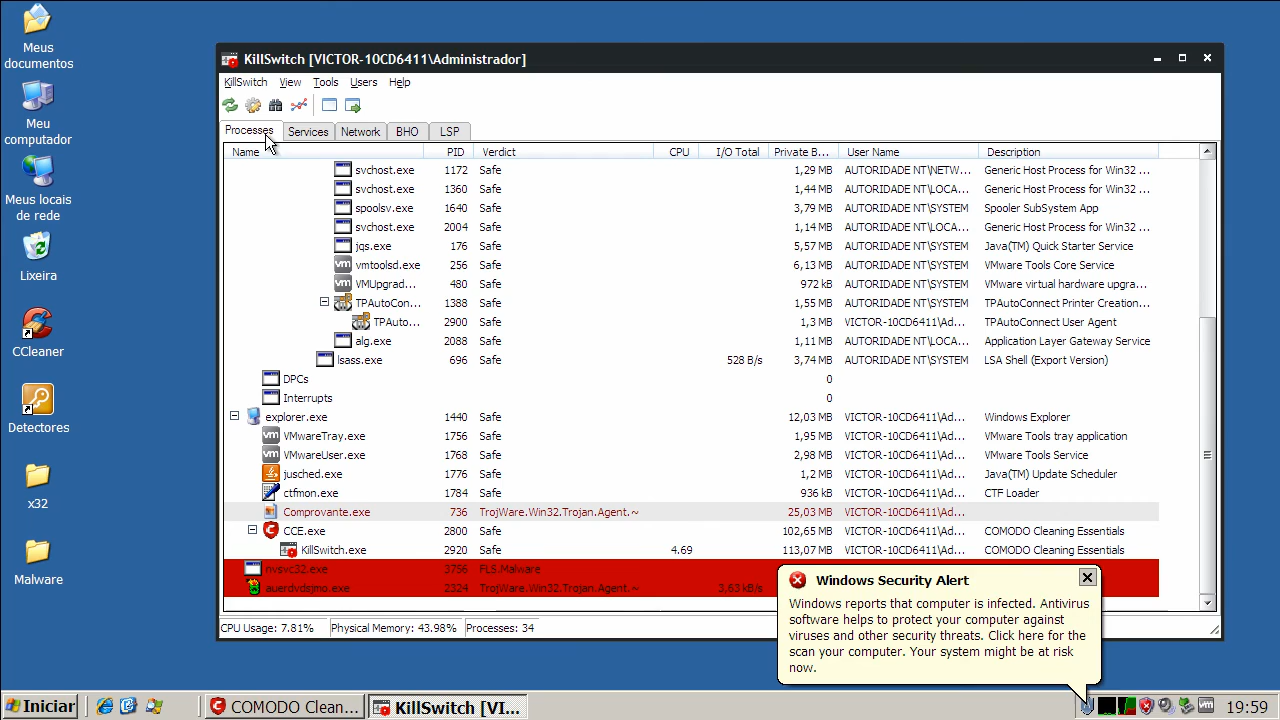 Meus
documentos
Meu
computador
Meus locais
de rede
Lixeira
CCleaner
Detectores
x32
Malware
KillSwitch [VICTOR-10CD6411\Administrador]
KillSwitch View Tools Users Help
Processes Services Network BHO LSP
Name PID Verdict CPU I/O Total Private B... User Name Description
svchost.exe 1172 Safe 1,29 MB AUTORIDADE NT\NETW... Generic Host Process for Win32 ...
svchost.exe 1360 Safe 1,44 MB AUTORIDADE NT\LOCA... Generic Host Process for Win32 ...
spoolsv.exe 1640 Safe 3,79 MB AUTORIDADE NT\SYSTEM Spooler SubSystem App
svchost.exe 2004 Safe 1,14 MB AUTORIDADE NT\LOCA... Generic Host Process for Win32 ...
jqs.exe 176 Safe 5,57 MB AUTORIDADE NT\SYSTEM Java(TM) Quick Starter Service
vmtoolsd.exe 256 Safe 6,13 MB AUTORIDADE NT\SYSTEM VMware Tools Core Service
VMUpgrad... 480 Safe 972 kB AUTORIDADE NT\SYSTEM VMware virtual hardware upgra...
TPAutoCon... 1388 Safe 1,55 MB AUTORIDADE NT\SYSTEM TPAutoConnect Printer Creation...
TPAuto... 2900 Safe 1,3 MB VICTOR-10CD6411\Ad... TPAutoConnect User Agent
alg.exe 2088 Safe 1,11 MB AUTORIDADE NT\LOCA... Application Layer Gateway Service
lsass.exe 696 Safe 528 B/s 3,74 MB AUTORIDADE NT\SYSTEM LSA Shell (Export Version)
DPCs 0
Interrupts 0
explorer.exe 1440 Safe 12,03 MB VICTOR-10CD6411\Ad... Windows Explorer
VMwareTray.exe 1756 Safe 1,95 MB VICTOR-10CD6411\Ad... VMware Tools tray application
VMwareUser.exe 1768 Safe 2,98 MB VICTOR-10CD6411\Ad... VMware Tools Service
jusched.exe 1776 Safe 1,2 MB VICTOR-10CD6411\Ad... Java(TM) Update Scheduler
ctfmon.exe 1784 Safe 936 kB VICTOR-10CD6411\Ad... CTF Loader
Comprovante.exe 736 TrojWare.Win32.Trojan.Agent.~ 25,03 MB VICTOR-10CD6411\Ad...
CCE.exe 2800 Safe 102,65 MB VICTOR-10CD6411\Ad... COMODO Cleaning Essentials
KillSwitch.exe 2920 Safe 4.69 113,07 MB VICTOR-10CD6411\Ad... COMODO Cleaning Essentials
nvsvc32.exe 3756 FLS.Malware
auerdvdsjmo.exe 2324 TrojWare.Win32.Trojan.Agent.~ 3,63 kB/s
Windows Security Alert
Windows reports that computer is infected. Antivirus
software helps to protect your computer against
viruses and other security threats. Click here for the
scan your computer. Your system might be at risk
now.
CPU Usage: 7.81% Physical Memory: 43.98% Processes: 34
Iniciar COMODO Clean... KillSwitch [VI... 19:59